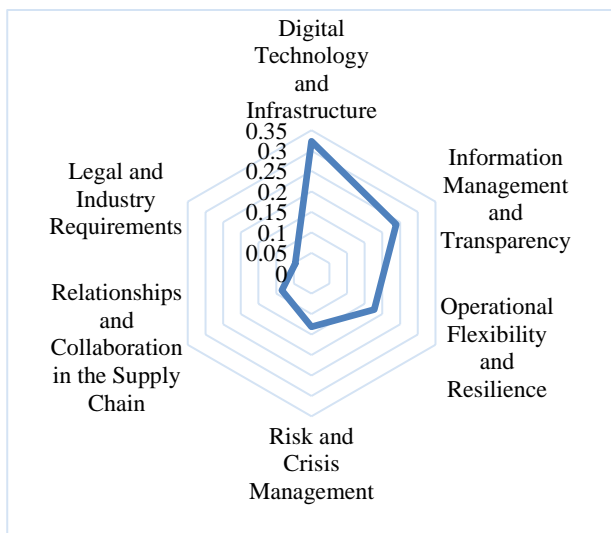 Digital
Technology
and
Infrastructure
0.35
0.3
0.25
0.2
0.15
0.1
0.05
0
Information
Management
and
Transparency
Operational
Flexibility
and
Resilience
Risk and
Crisis
Management
Relationships
and
Collaboration
in the Supply
Chain
Legal and
Industry
Requirements